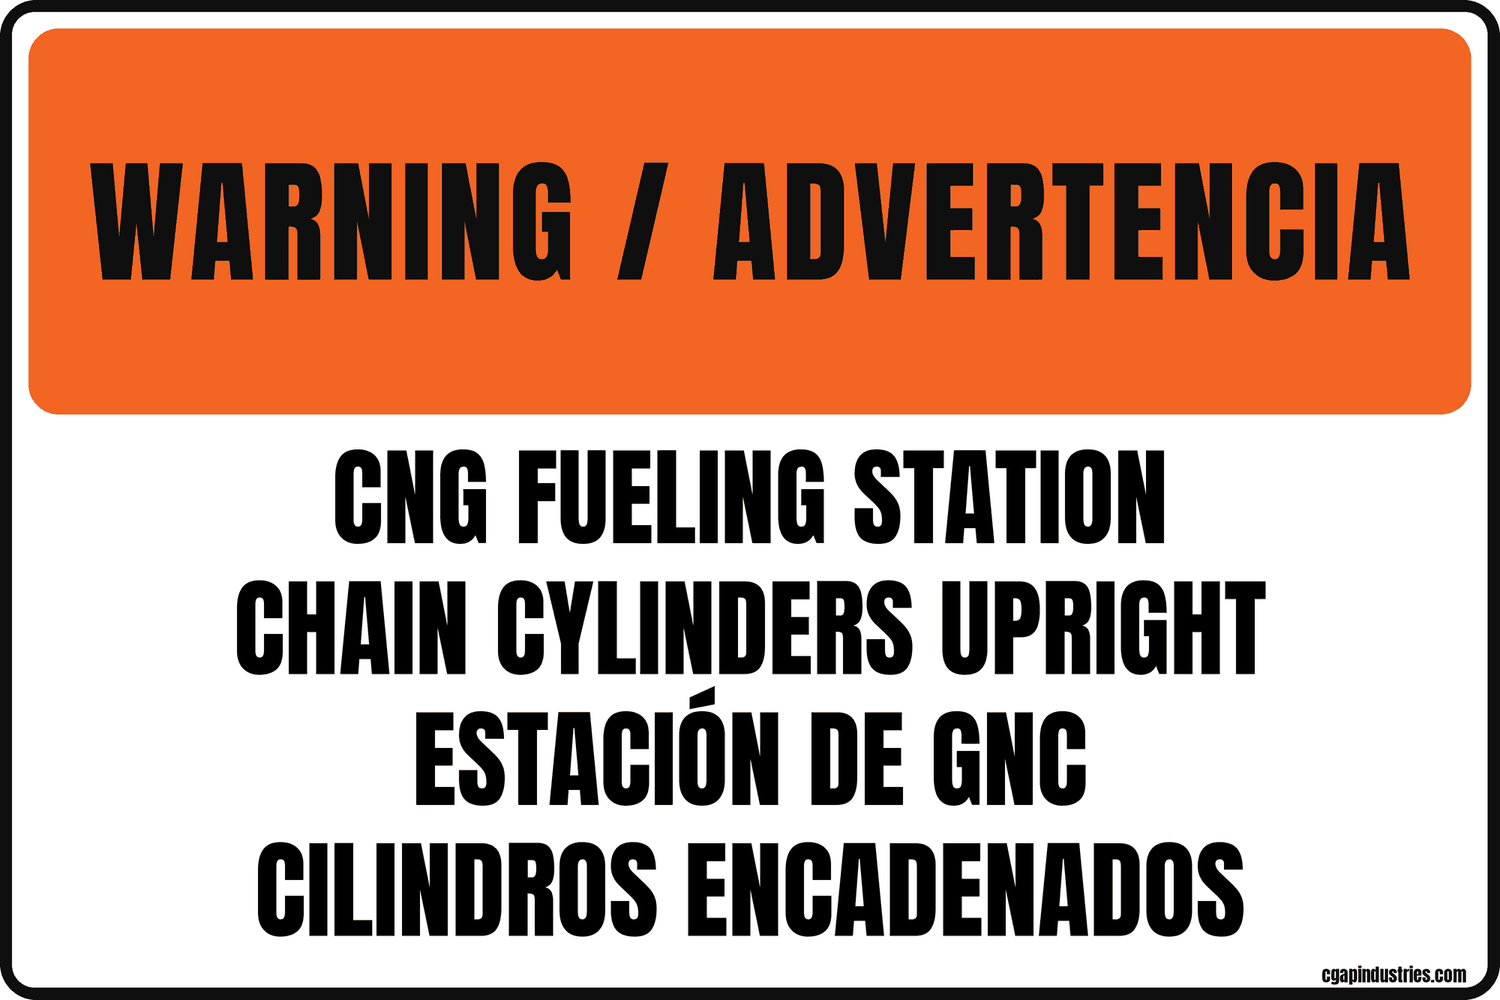 WARNING / ADVERTENCIA
CNG FUELING STATION
CHAIN CYLINDERS UPRIGHT
ESTACIÓN DE GNC
CILINDROS ENCADENADOS
cgapindustries.com